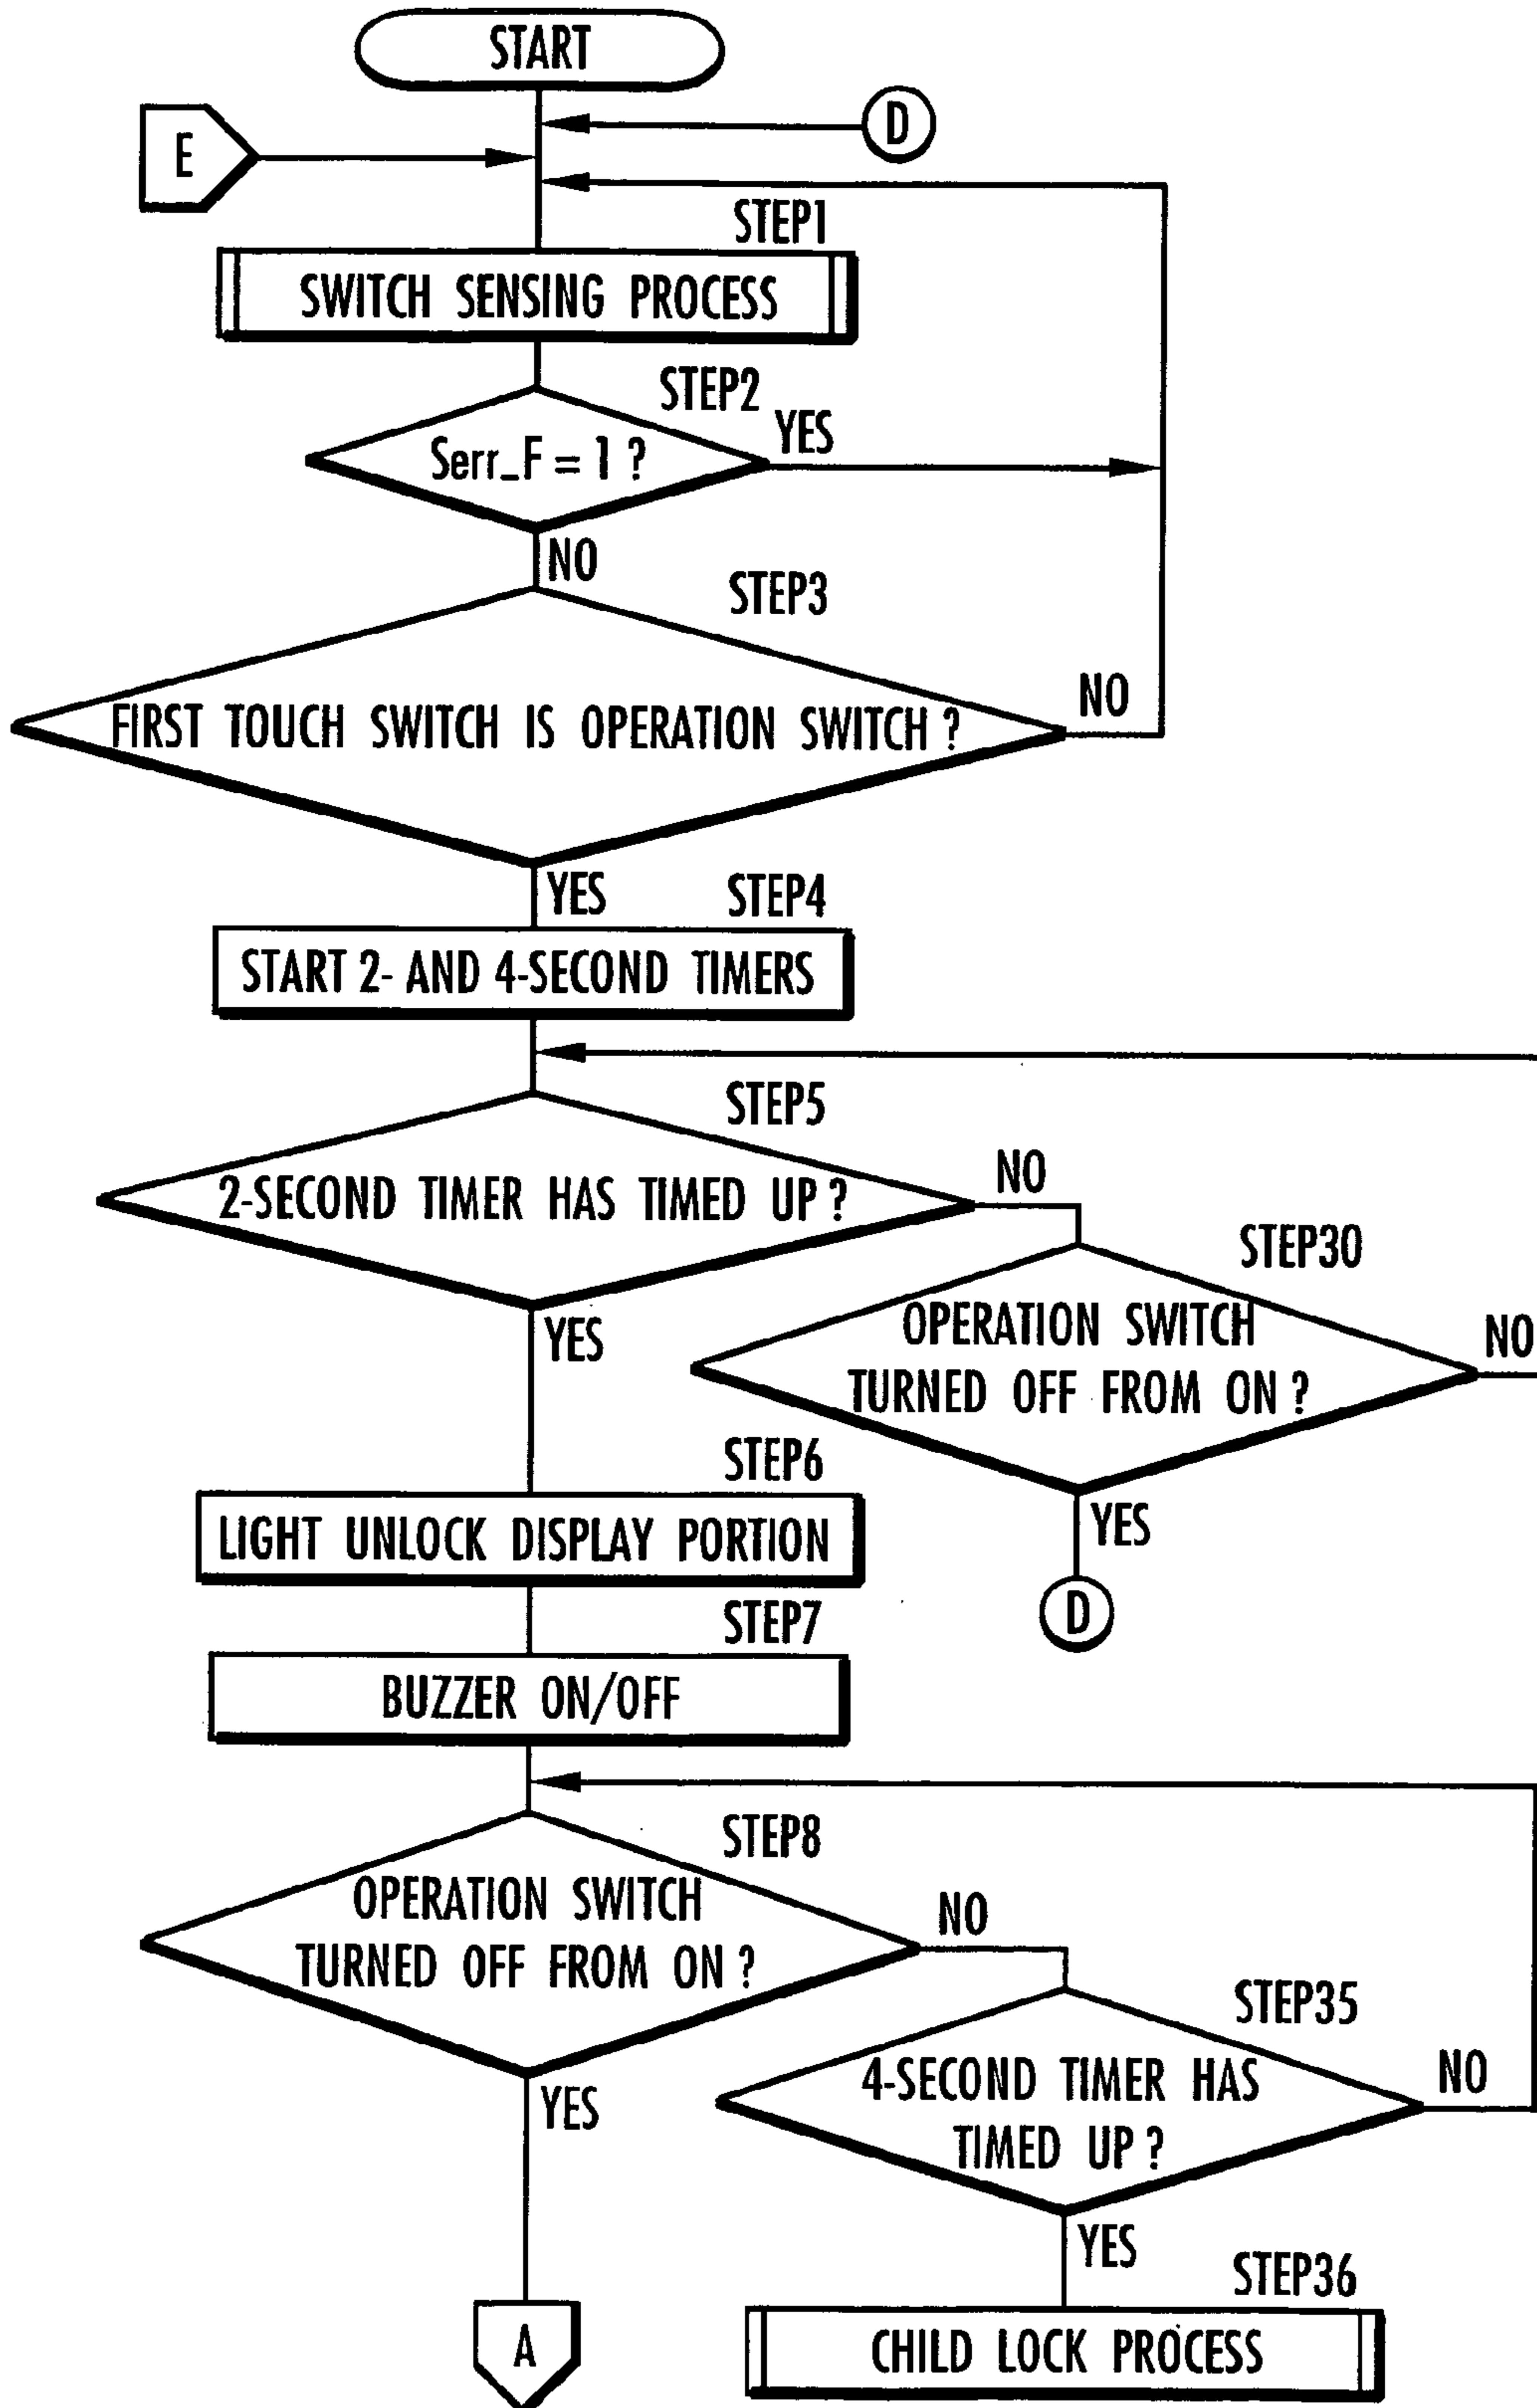 START
D
E
STEP1
SWITCH SENSING PROCESS
STEP2
Serr_F = 1 ?
YES
NO
STEP3
FIRST TOUCH SWITCH IS OPERATION SWITCH ?
NO
YES
STEP4
START 2- AND 4-SECOND TIMERS
STEP5
2-SECOND TIMER HAS TIMED UP ?
NO
YES
STEP30
OPERATION SWITCH
TURNED OFF FROM ON ?
NO
YES
D
STEP6
LIGHT UNLOCK DISPLAY PORTION
STEP7
BUZZER ON/OFF
STEP8
OPERATION SWITCH
TURNED OFF FROM ON ?
NO
YES
STEP35
4-SECOND TIMER HAS
TIMED UP ?
NO
YES
STEP36
CHILD LOCK PROCESS
A